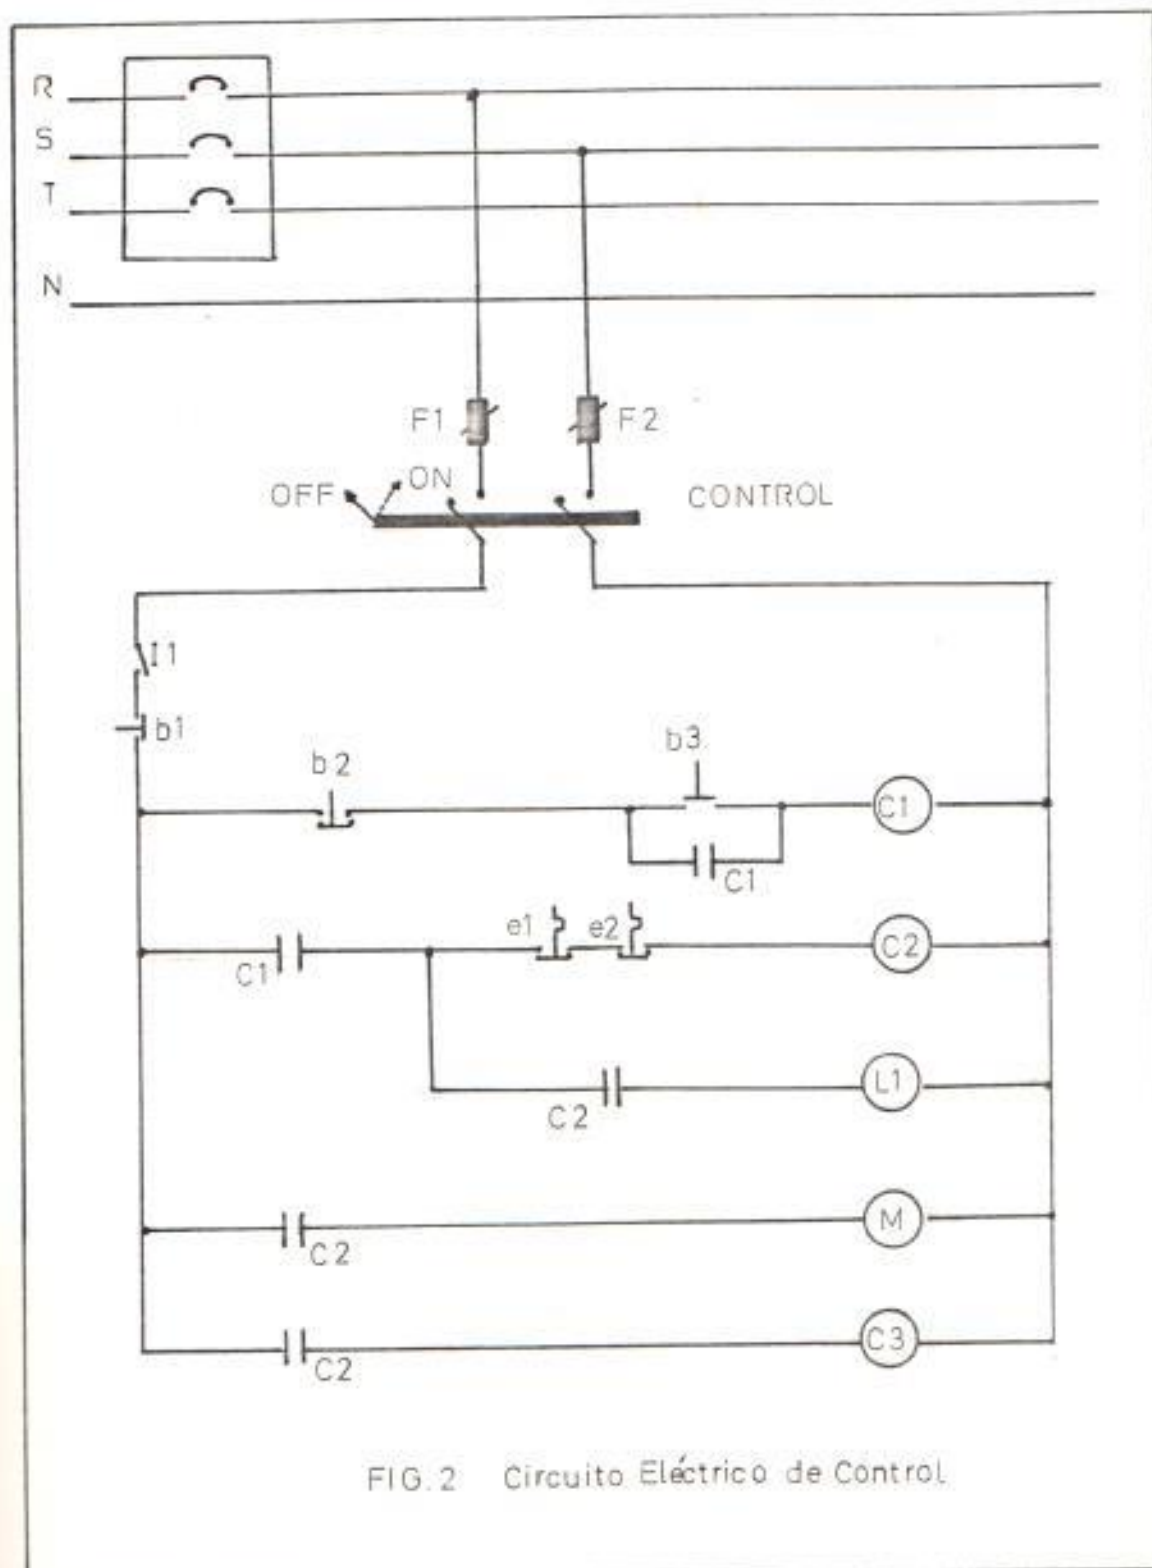 R
S
T
N
F1 F2
OFF ON CONTROL
I1
b1
b2 b3
C1
C1
e1 e2
C1 C2
C2 L1
M
C2
C3
C2
FIG. 2 Circuito Eléctrico de Control